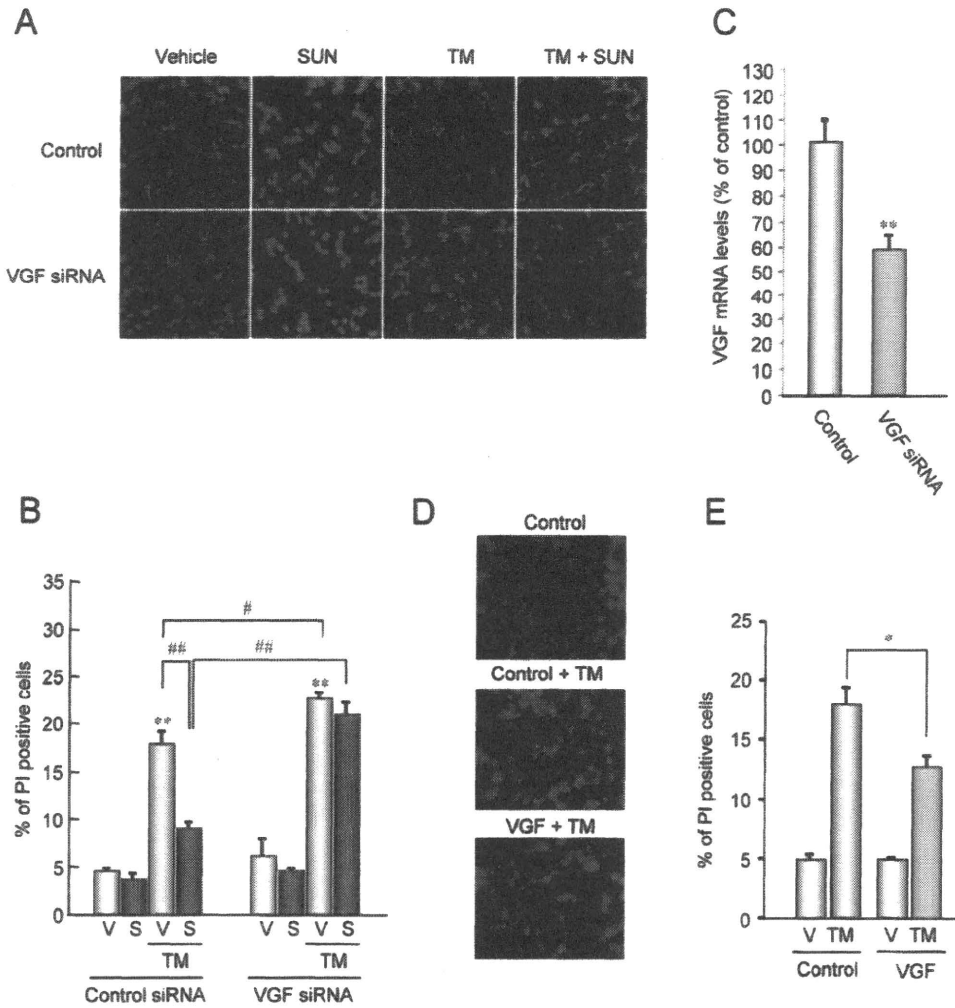 A
Vehicle SUN TM TM + SUN
Control
VGF siRNA
C
VGF mRNA levels (% of control)
130
120
110
100
90
80
70
60
50
40
30
20
10
0
**
Control
VGF siRNA
B
% of PI positive cells
35
30
25
20
15
10
5
0
#
## ##
** **
V S V S V S V S
TM TM
Control siRNA VGF siRNA
D
Control
Control + TM
VGF + TM
E
% of PI positive cells
25
20
15
10
5
0
*
V TM V TM
Control VGF